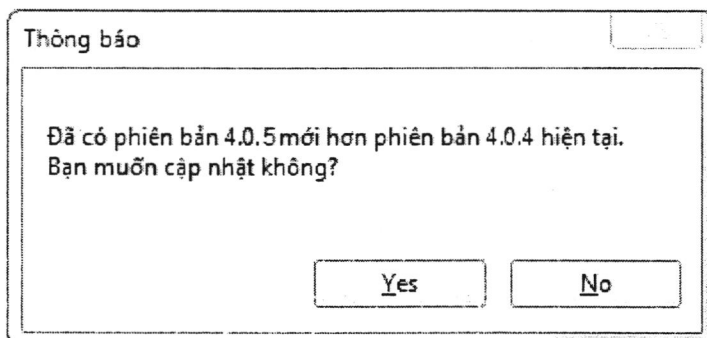 Thông báo
Đã có phiên bản 4.0.5 mới hơn phiên bản 4.0.4 hiện tại.
Bạn muốn cập nhật không?
Yes
No